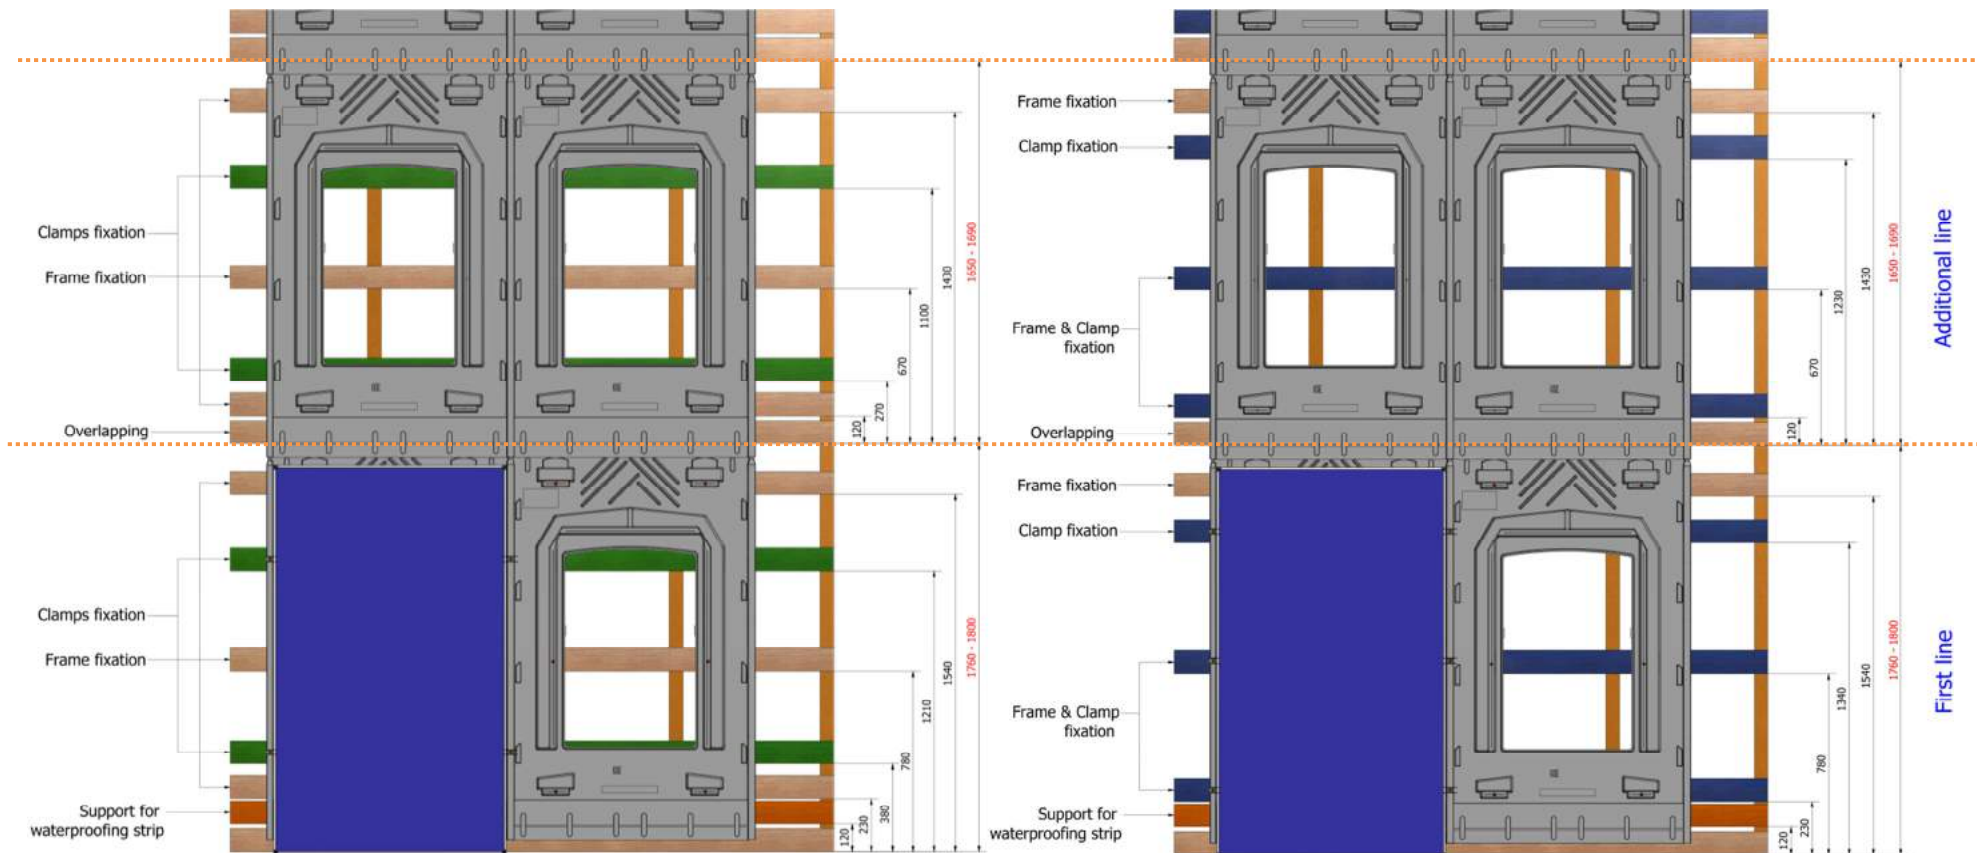 Clamps fixation
Frame fixation
Overlapping
Clamps fixation
Frame fixation
Support for
waterproofing strip
120
270
670
1100
1430
1650 - 1690
120
230
380
780
1210
1540
1760 - 1800
Frame fixation
Clamp fixation
Frame & Clamp
fixation
Overlapping
Frame fixation
Clamp fixation
Frame & Clamp
fixation
Support for
waterproofing strip
120
670
1230
1430
1650 - 1690
Additional line
120
230
780
1340
1540
1760 - 1800
First line